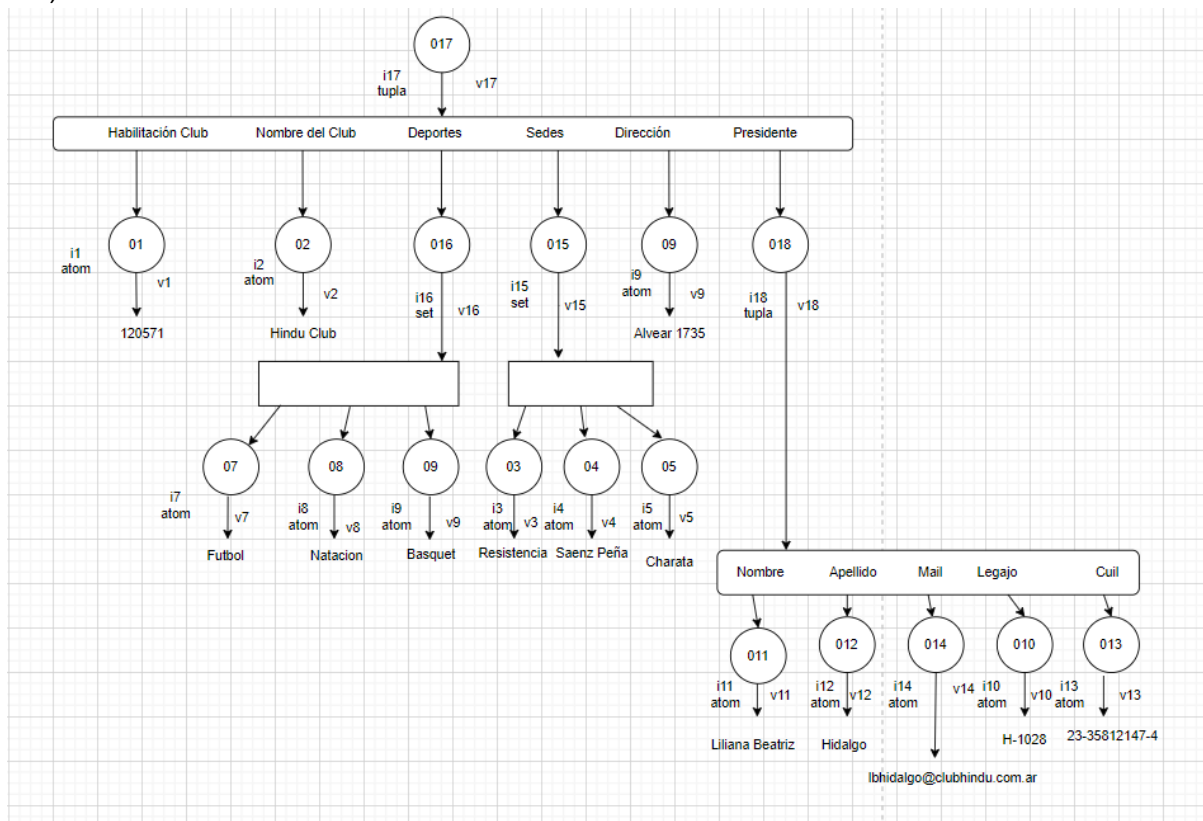 017
i17
tupla
v17
Habilitación Club Nombre del Club Deportes Sedes Dirección Presidente
01 02 016 015 09 018
i1
atom
v1
i2
atom
v2
i16
set
v16
i15
set
v15
i9
atom
v9
i18
tupla
v18
120571 Hindu Club Alvear 1735
07 08 09 03 04 05
i7
atom
v7
i8
atom
v8
i9
atom
v9
i3
atom
v3
i4
atom
v4
i5
atom
v5
Futbol Natacion Basquet Resistencia Saenz Peña Charata
Nombre Apellido Mail Legajo Cuil
011 012 014 010 013
i11
atom
v11
i12
atom
v12
i14
atom
v14
i10
atom
v10
i13
atom
v13
Liliana Beatriz Hidalgo H-1028 23-35812147-4
lbhidalgo@clubhindu.com.ar